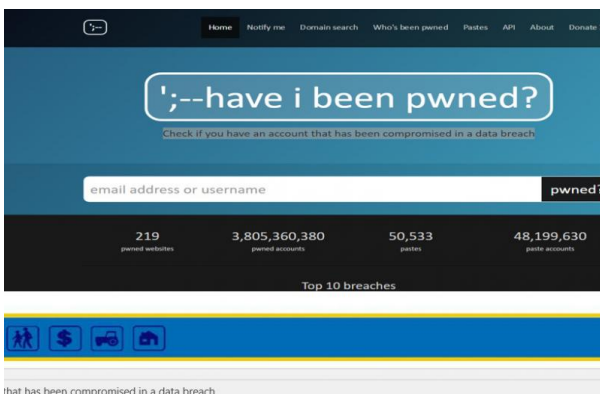 ';--
Home Notify me Domain search Who's been pwned Pastes API About Donate
';--have i been pwned?
Check if you have an account that has been compromised in a data breach
email address or username pwned?
219 3,805,360,380 50,533 48,199,630
pwned websites pwned accounts pastes paste accounts
Top 10 breaches
$
that has been compromised in a data breach